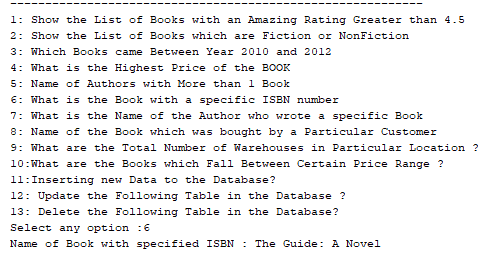 -----------------------------------------------------------
1: Show the List of Books with an Amazing Rating Greater than 4.5
2: Show the List of Books which are Fiction or NonFiction
3: Which Books came Between Year 2010 and 2012
4: What is the Highest Price of the BOOK
5: Name of Authors with More than 1 Book
6: What is the Book with a specific ISBN number
7: What is the Name of the Author who wrote a specific Book
8: Name of the Book which was bought by a Particular Customer
9: What are the Total Number of Warehouses in Particular Location ?
10:What are the Books which Fall Between Certain Price Range ?
11:Inserting new Data to the Database?
12: Update the Following Table in the Database ?
13: Delete the Following Table in the Database?
Select any option :6
Name of Book with specified ISBN : The Guide: A Novel